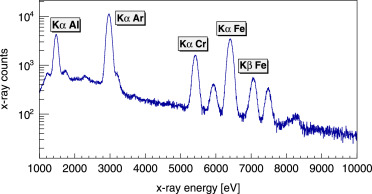 10⁴
10³
10²
x-ray counts
Kα Al
Kα Ar
Kα Cr
Kα Fe
Kβ Fe
1000 2000 3000 4000 5000 6000 7000 8000 9000 10000
x-ray energy [eV]